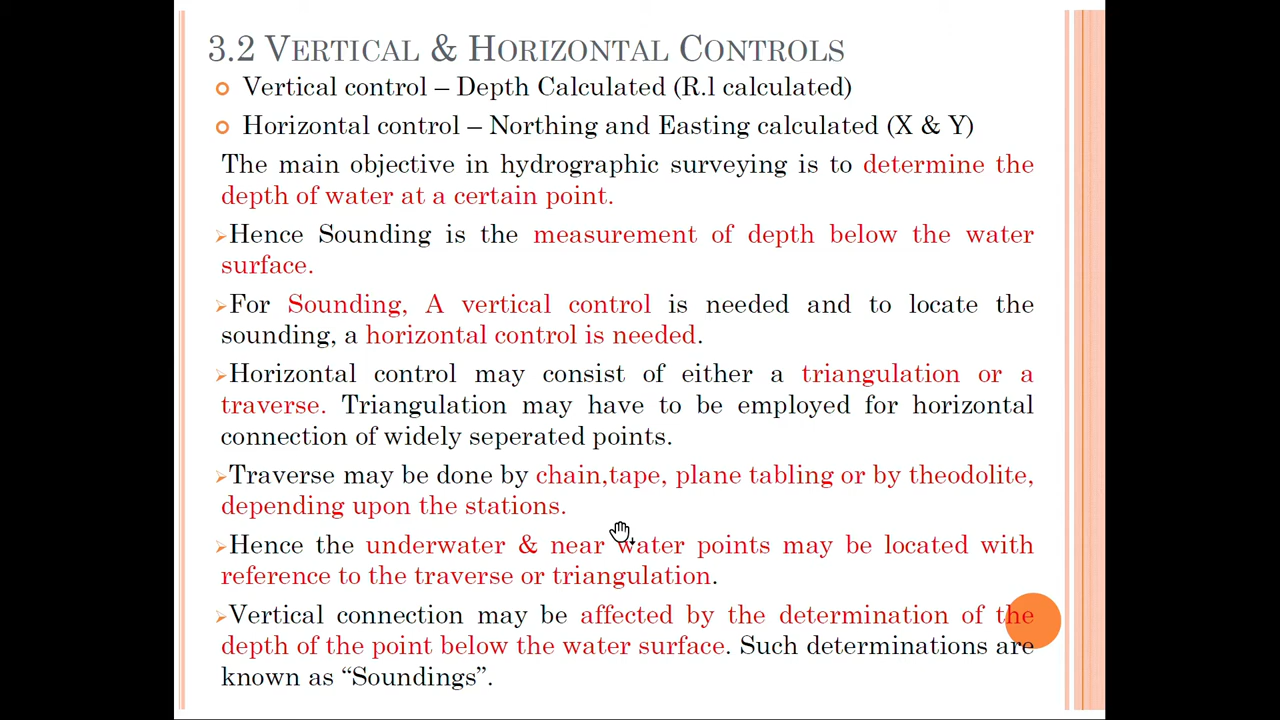 3.2 VERTICAL & HORIZONTAL CONTROLS
Vertical control – Depth Calculated (R.l calculated)
Horizontal control – Northing and Easting calculated (X & Y)
The main objective in hydrographic surveying is to determine the
depth of water at a certain point.
Hence Sounding is the measurement of depth below the water
surface.
For Sounding, A vertical control is needed and to locate the
sounding, a horizontal control is needed.
Horizontal control may consist of either a triangulation or a
traverse. Triangulation may have to be employed for horizontal
connection of widely seperated points.
Traverse may be done by chain,tape, plane tabling or by theodolite,
depending upon the stations.
Hence the underwater & near water points may be located with
reference to the traverse or triangulation.
Vertical connection may be affected by the determination of the
depth of the point below the water surface. Such determinations are
known as “Soundings”.